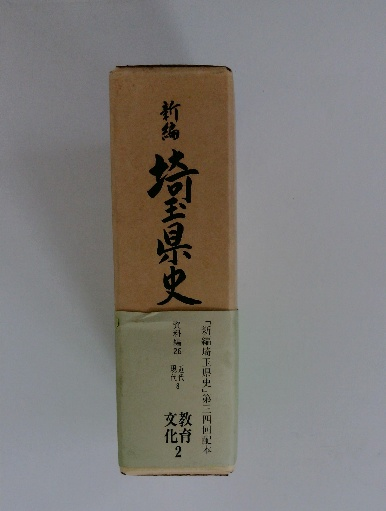 新編
埼玉県史
「新編埼玉県史」第三四回配本
資料編26
近代
現代8
教育
文化2